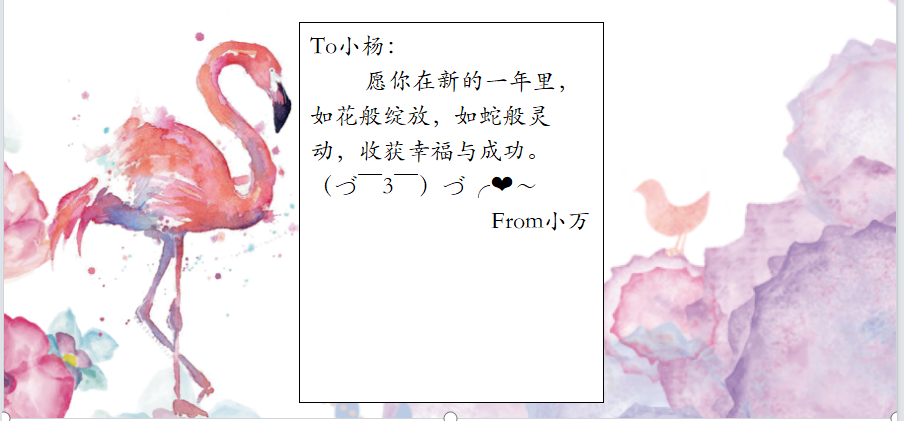 To小杨：
愿你在新的一年里，
如花般绽放，如蛇般灵
动，收获幸福与成功。
（づ￣3￣）づ╭❤～
From小万